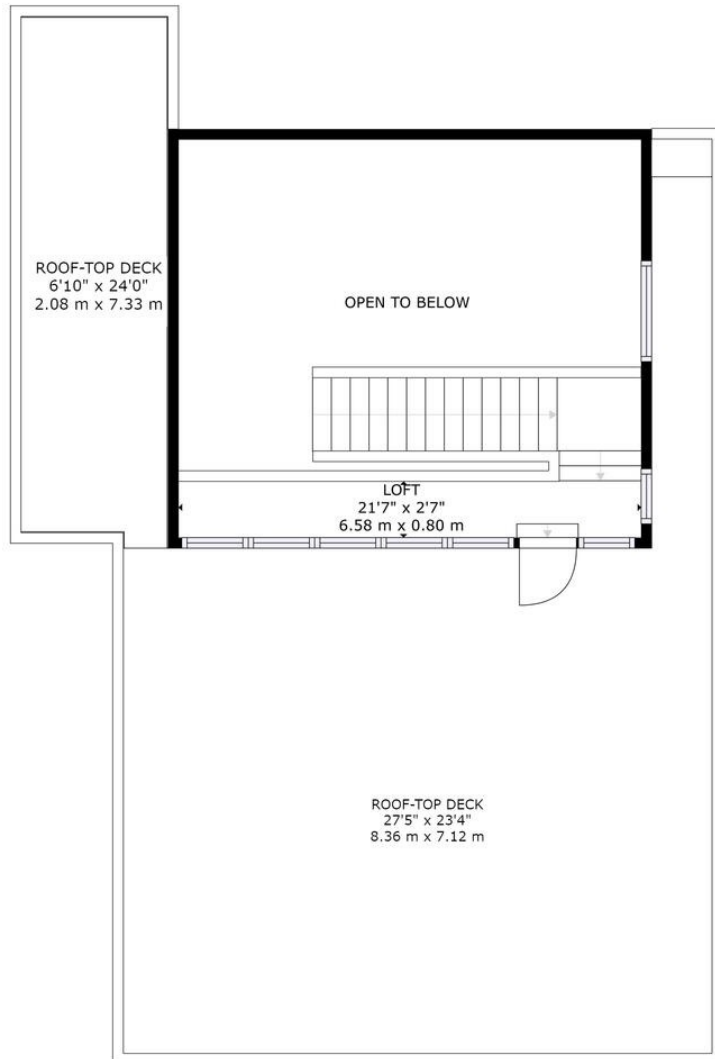 ROOF-TOP DECK
6'10" x 24'0"
2.08 m x 7.33 m
OPEN TO BELOW
LOFT
21'7" x 2'7"
6.58 m x 0.80 m
ROOF-TOP DECK
27'5" x 23'4"
8.36 m x 7.12 m